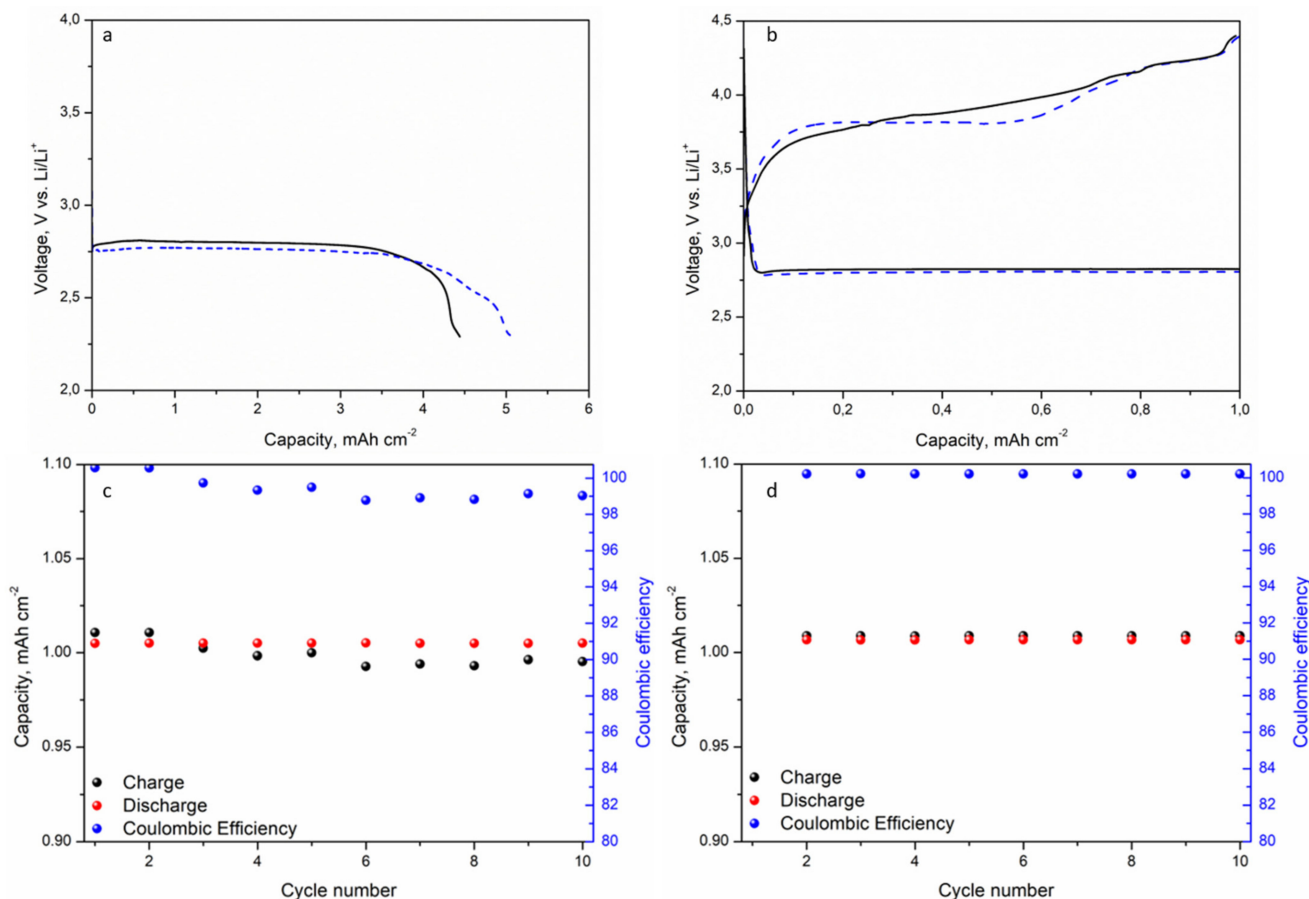 a
4,0
3,5
3,0
2,5
2,0
Voltage, V vs. Li/Li⁺
0 1 2 3 4 5 6
Capacity, mAh cm⁻²
b
4,5
4,0
3,5
3,0
2,5
2,0
Voltage, V vs. Li/Li⁺
0,0 0,2 0,4 0,6 0,8 1,0
Capacity, mAh cm⁻²
c
1.10
1.05
1.00
0.95
0.90
Capacity, mAh cm⁻²
100
98
96
94
92
90
88
86
84
82
80
Coulombic efficiency
Charge
Discharge
Coulombic Efficiency
2 4 6 8 10
Cycle number
d
1.10
1.05
1.00
0.95
0.90
Capacity, mAh cm⁻²
100
98
96
94
92
90
88
86
84
82
80
Coulombic efficiency
Charge
Discharge
Coulombic Efficiency
2 4 6 8 10
Cycle number